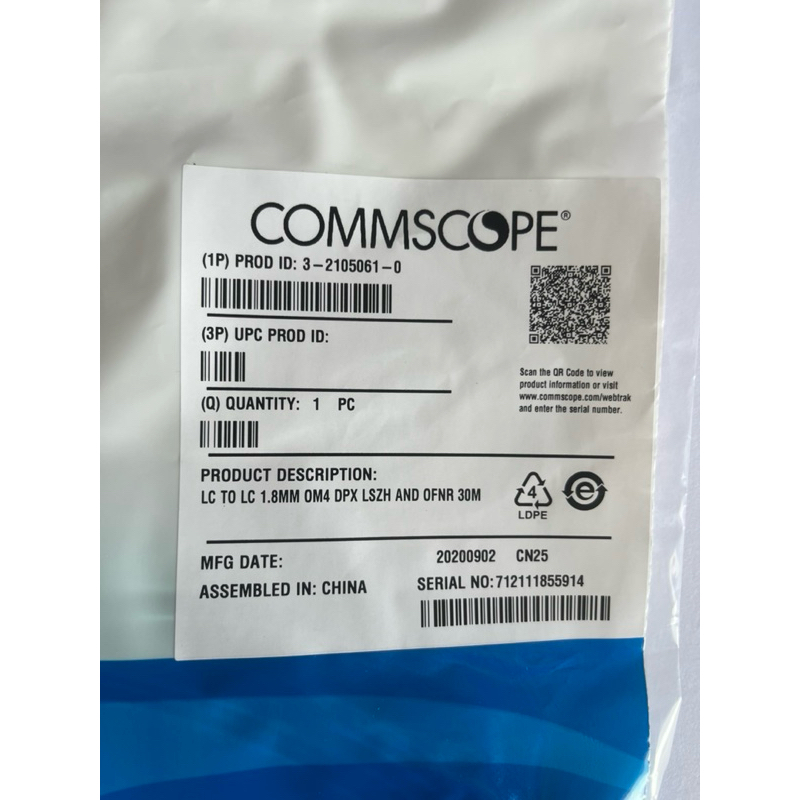 COMMSCOPE®
(1P) PROD ID: 3-2105061-0
(3P) UPC PROD ID:
(Q) QUANTITY: 1 PC
Scan the QR Code to view
product information or visit
www.commscope.com/webtrak
and enter the serial number.
PRODUCT DESCRIPTION:
LC TO LC 1.8MM OM4 DPX LSZH AND OFNR 30M
4
LDPE
e
MFG DATE: 20200902 CN25
ASSEMBLED IN: CHINA
SERIAL NO:712111855914